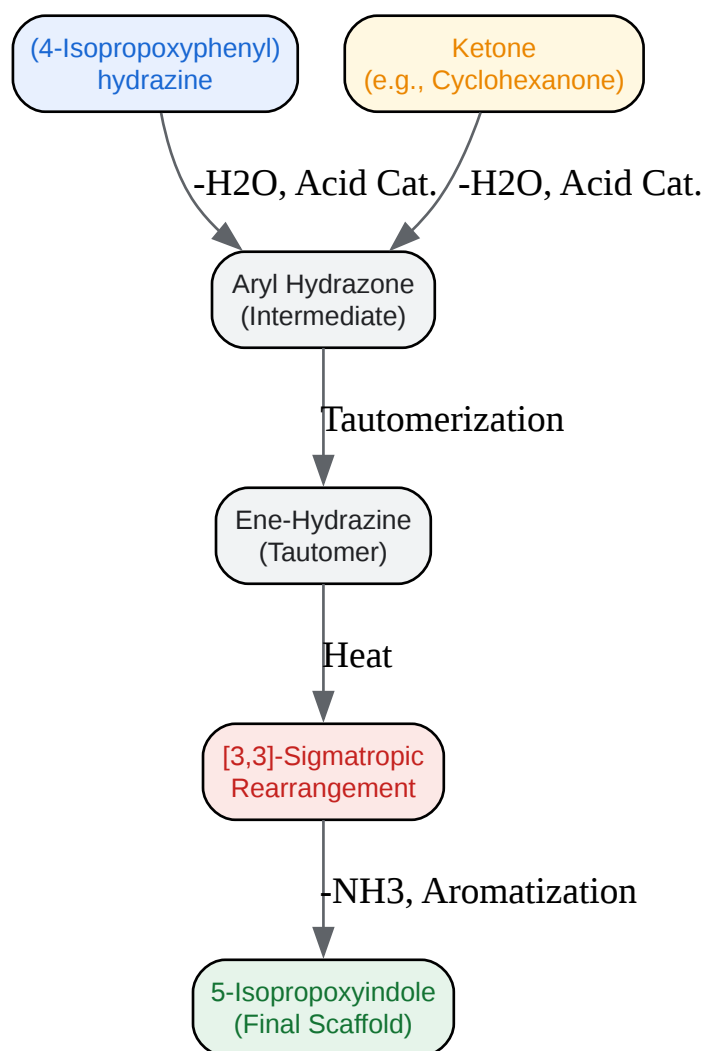 (4-Isopropoxyphenyl)
hydrazine
Ketone
(e.g., Cyclohexanone)
-H2O, Acid Cat.
-H2O, Acid Cat.
Aryl Hydrazone
(Intermediate)
Tautomerization
Ene-Hydrazine
(Tautomer)
Heat
[3,3]-Sigmatropic
Rearrangement
-NH3, Aromatization
5-Isopropoxyindole
(Final Scaffold)